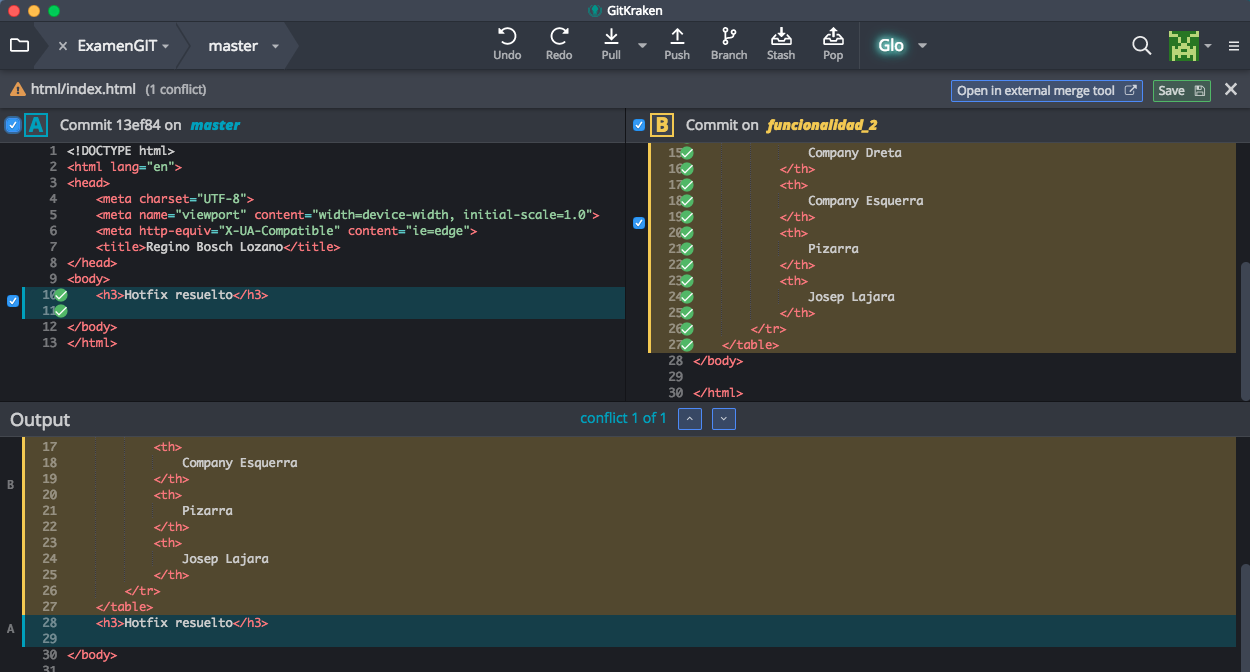 GitKraken
ExamenGIT
master
Undo
Redo
Pull
Push
Branch
Stash
Pop
Glo
html/index.html (1 conflict)
Open in external merge tool
Save
A Commit 13ef84 on master
1 <!DOCTYPE html>
2 <html lang="en">
3 <head>
4 <meta charset="UTF-8">
5 <meta name="viewport" content="width=device-width, initial-scale=1.0">
6 <meta http-equiv="X-UA-Compatible" content="ie=edge">
7 <title>Regino Bosch Lozano</title>
8 </head>
9 <body>
10 <h3>Hotfix resuelto</h3>
11
12 </body>
13 </html>
B Commit on funcionalidad_2
15 Company Dreta
16 </th>
17 <th>
18 Company Esquerra
19 </th>
20 <th>
21 Pizarra
22 </th>
23 <th>
24 Josep Lajara
25 </th>
26 </tr>
27 </table>
28 </body>
29
30 </html>
Output
conflict 1 of 1
17 <th>
18 Company Esquerra
B
19 </th>
20 <th>
21 Pizarra
22 </th>
23 <th>
24 Josep Lajara
25 </th>
26 </tr>
27 </table>
28 <h3>Hotfix resuelto</h3>
A
29
30 </body>
31